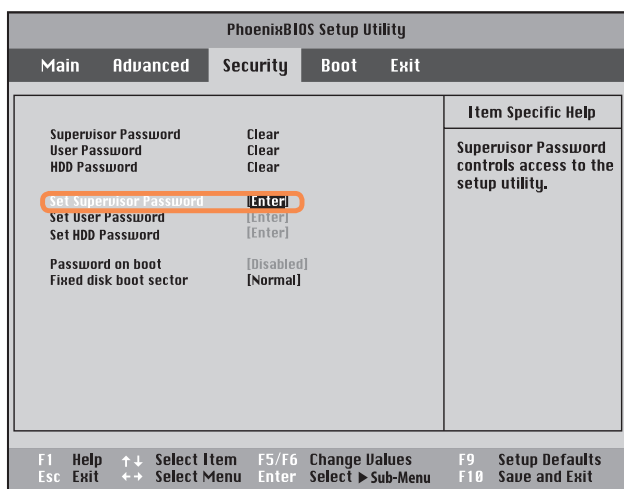 PhoenixBIOS Setup Utility
Main Advanced Security Boot Exit
Item Specific Help
Supervisor Password Clear
User Password Clear
HDD Password Clear
Supervisor Password
controls access to the
setup utility.
Set Supervisor Password [Enter]
Set User Password [Enter]
Set HDD Password [Enter]
Password on boot [Disabled]
Fixed disk boot sector [Normal]
F1 Help ↑↓ Select Item F5/F6 Change Values F9 Setup Defaults
Esc Exit ←→ Select Menu Enter Select ▶ Sub-Menu F10 Save and Exit